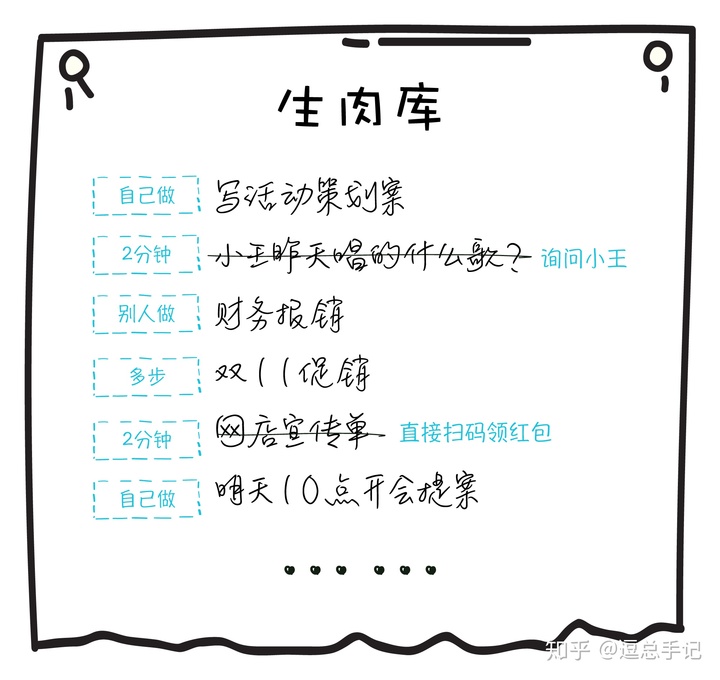 生肉库
自己做 写活动策划案
2分钟 小王昨天唱的什么歌? 询问小王
别人做 财务报销
多步 双11促销
2分钟 网店宣传单 直接扫码领红包
自己做 明天10点开会提案
••• •••
知乎 @逗总手记